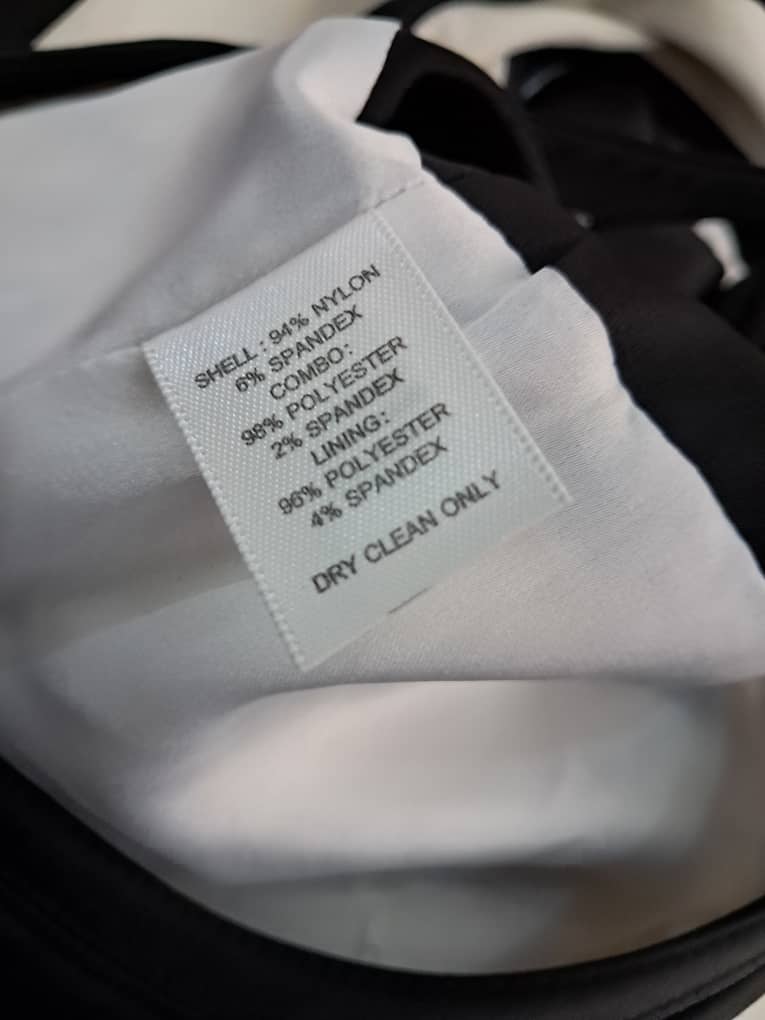 SHELL : 94% NYLON
6% SPANDEX
COMBO:
98% POLYESTER
2% SPANDEX
LINING:
96% POLYESTER
4% SPANDEX
DRY CLEAN ONLY